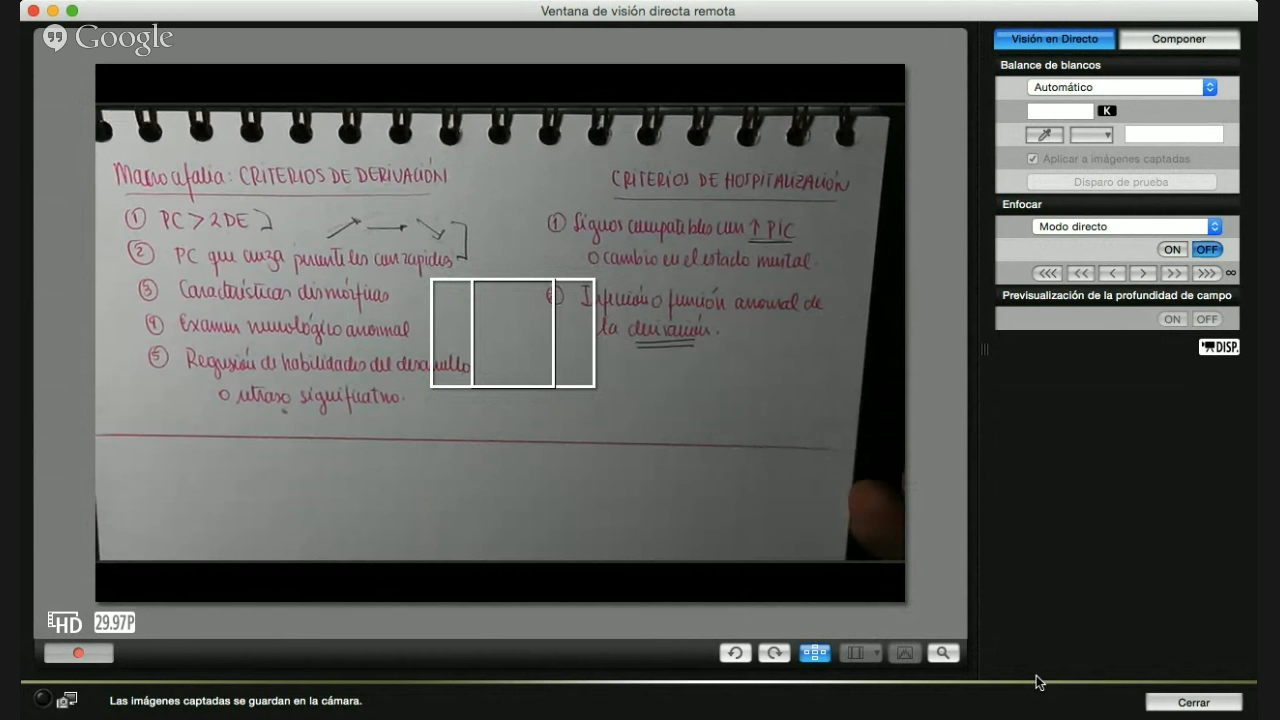 Ventana de visión directa remota
Google
Visión en Directo
Componer
Balance de blancos
Automático
K
Aplicar a imágenes captadas
Disparo de prueba
Enfocar
Modo directo
ON OFF
<<< << < > >> >>> ∞
Previsualización de la profundidad de campo
ON OFF
DISP.
Macrocefalia: CRITERIOS DE DERIVACIÓN
① PC > 2DE
② PC que cruza percentiles con rapidez
③ Características dismórficas
④ Examen neurológico anormal
⑤ Regresión de habilidades del desarrollo
o retraso significativo.
CRITERIOS DE HOSPITALIZACIÓN
① Signos compatibles con ↑ PIC
o cambio en el estado mental.
② Infección o función anormal de
la derivación.
HD
29.97P
Las imágenes captadas se guardan en la cámara.
Cerrar